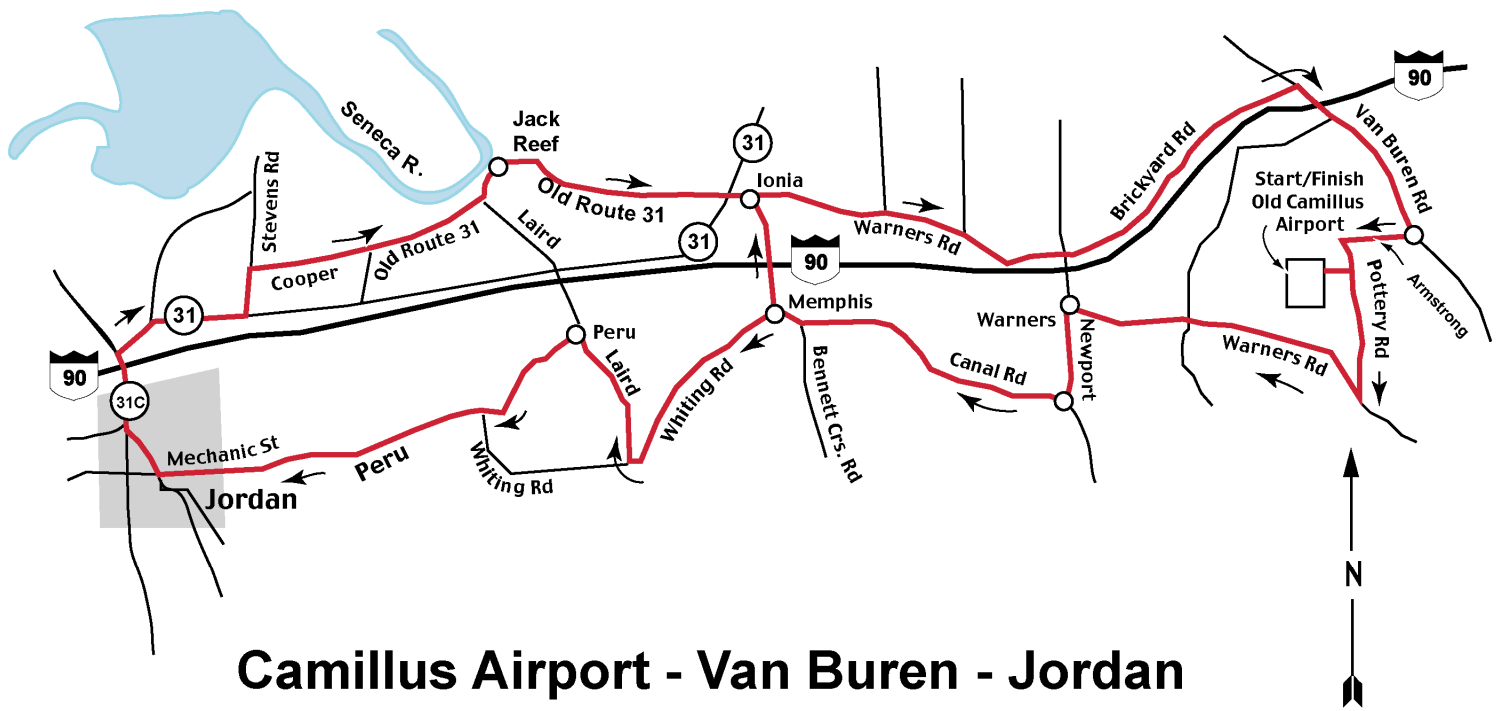 90
Jack
Reef
Seneca R.
31
Ionia
Van Buren Rd
Brickyard Rd
Start/Finish
Old Camillus
Airport
Stevens Rd
Old Route 31
Laird
Warners Rd
31
Cooper
Old Route 31
90
Armstrong
Pottery Rd
31
Memphis
Warners
Newport
Peru
Warners Rd
90
Laird
Canal Rd
Whiting Rd
Bennett Crs. Rd
31C
Mechanic St
Peru
Whiting Rd
Jordan
N
Camillus Airport - Van Buren - Jordan